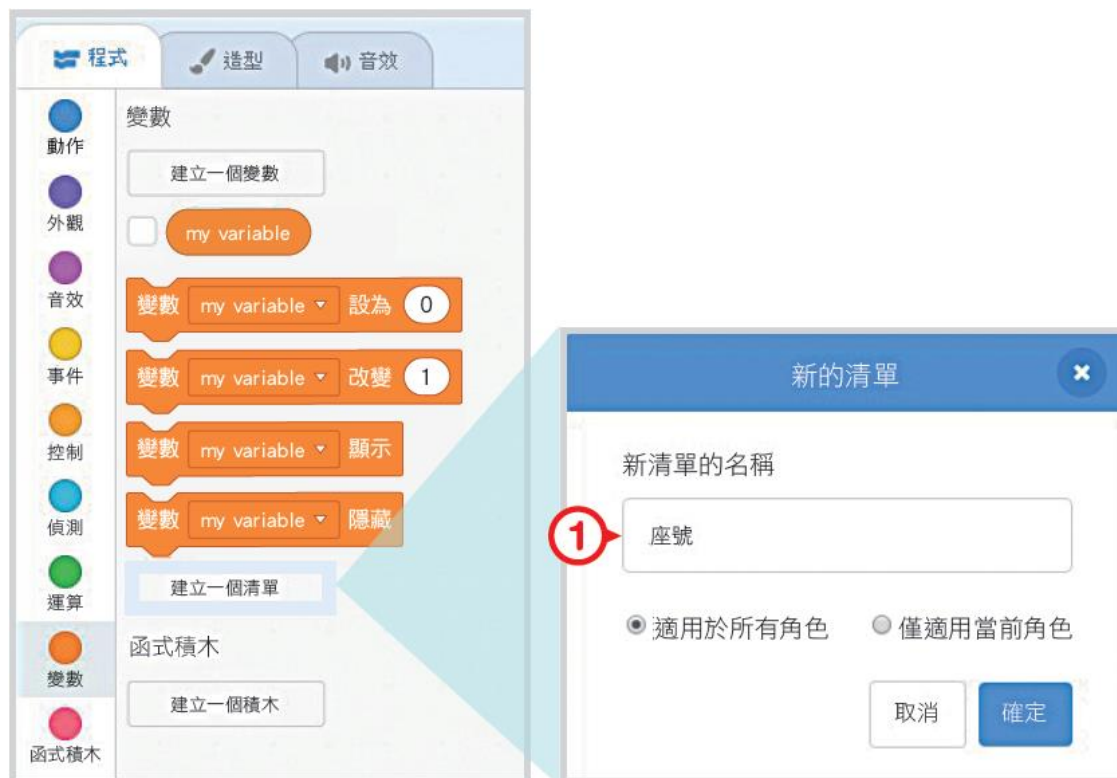 程式
造型
音效
動作
外觀
音效
事件
控制
偵測
運算
變數
函式積木
變數
建立一個變數
my variable
變數 my variable 設為 0
變數 my variable 改變 1
變數 my variable 顯示
變數 my variable 隱藏
建立一個清單
函式積木
建立一個積木
新的清單
新清單的名稱
1
座號
適用於所有角色
僅適用當前角色
取消
確定